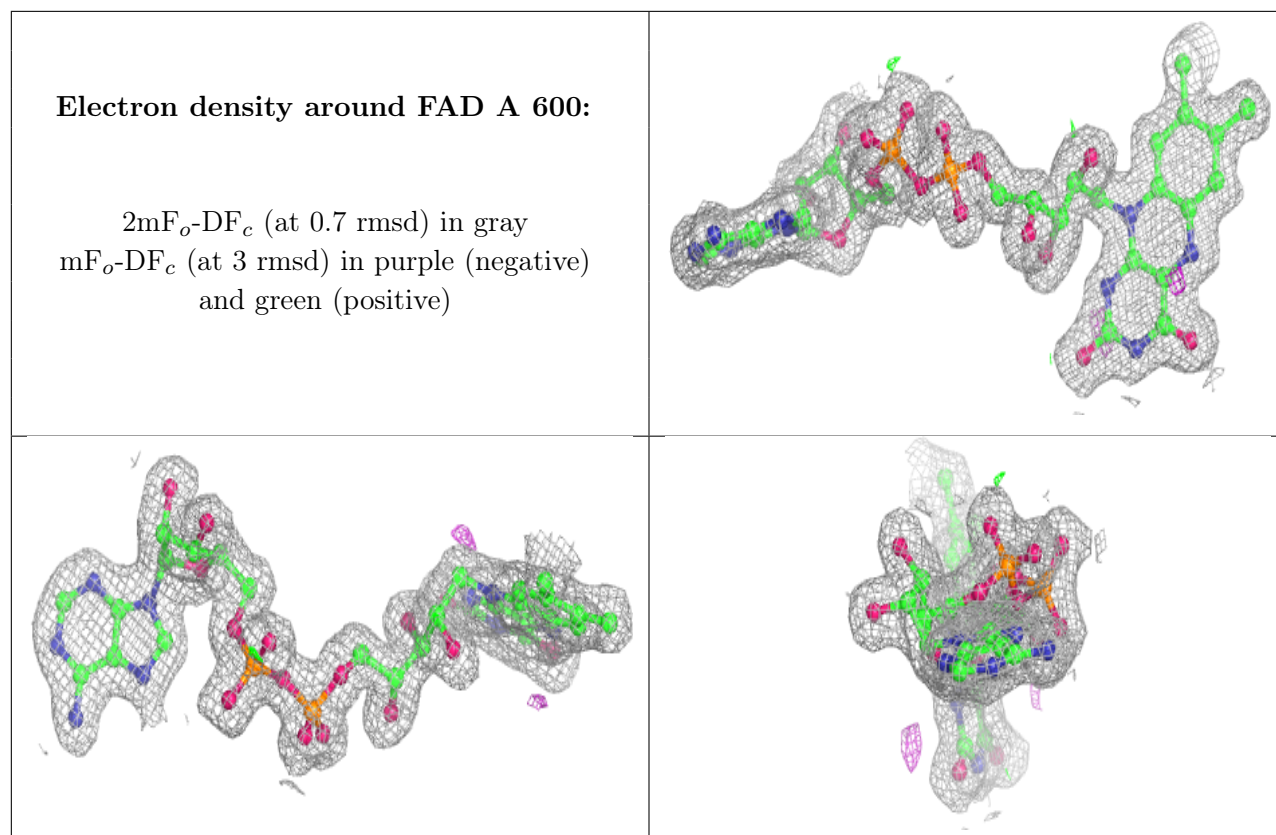 Electron density around FAD A 600:
2mFo-DFc (at 0.7 rmsd) in gray
mFo-DFc (at 3 rmsd) in purple (negative)
and green (positive)